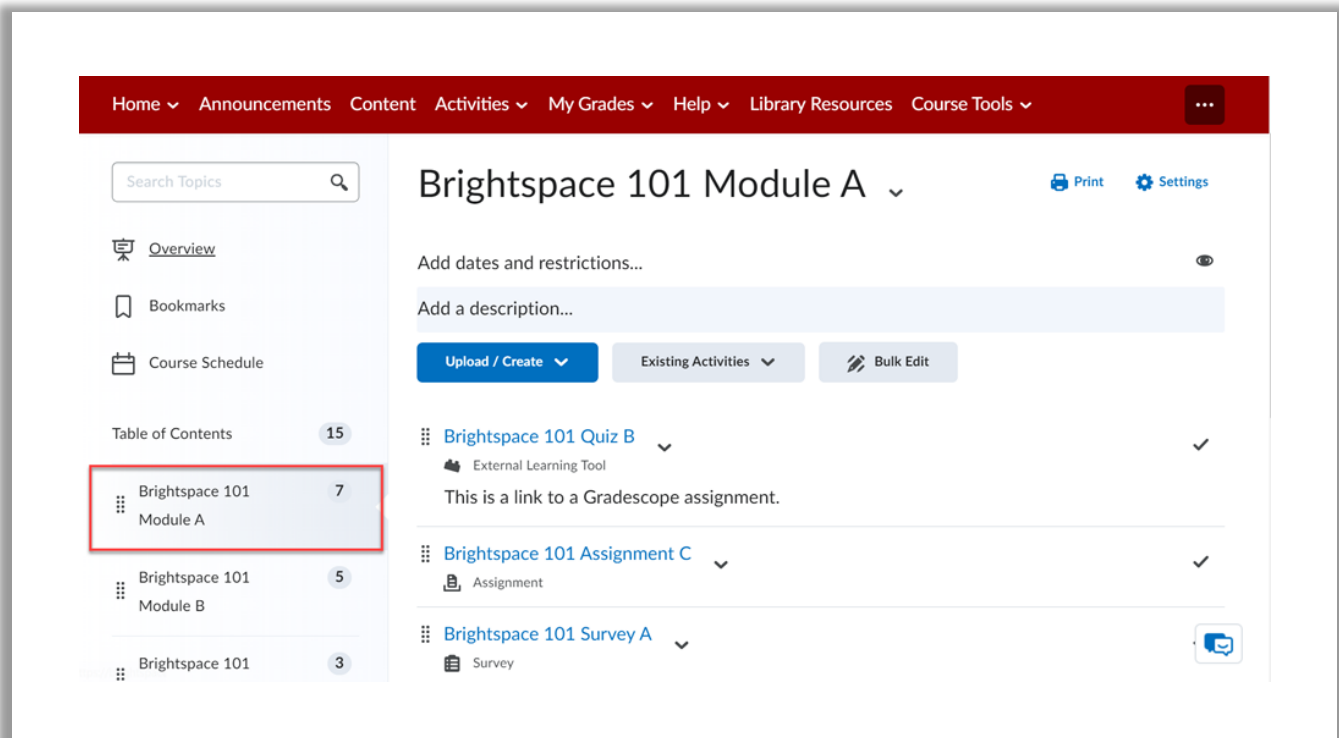 Home Announcements Content Activities My Grades Help Library Resources Course Tools
Search Topics
Overview
Bookmarks
Course Schedule
Table of Contents 15
Brightspace 101 7
Module A
Brightspace 101 5
Module B
Brightspace 101 3
Brightspace 101 Module A
Print Settings
Add dates and restrictions...
Add a description...
Upload / Create Existing Activities Bulk Edit
Brightspace 101 Quiz B
External Learning Tool
This is a link to a Gradescope assignment.
Brightspace 101 Assignment C
Assignment
Brightspace 101 Survey A
Survey